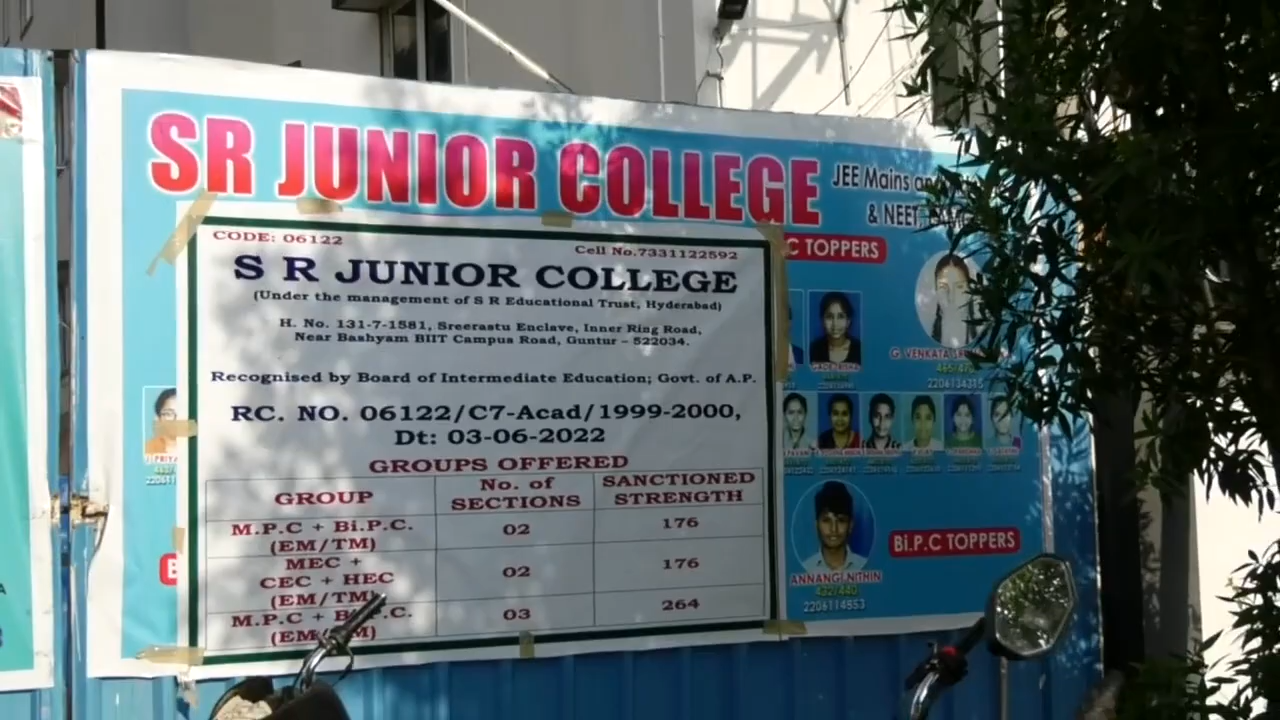 SR JUNIOR COLLEGE
JEE Mains
& NEET
CODE: 06122
Cell No.7331122592
S R JUNIOR COLLEGE
(Under the management of S R Educational Trust, Hyderabad)
H. No. 131-7-1581, Sreerastu Enclave, Inner Ring Road,
Near Bashyam BIIT Campus Road, Guntur – 522034.
Recognised by Board of Intermediate Education; Govt. of A.P.
RC. NO. 06122/C7-Acad/1999-2000,
Dt: 03-06-2022
GROUPS OFFERED
GROUP No. of SECTIONS SANCTIONED STRENGTH
M.P.C + Bi.P.C. (EM/TM) 02 176
MEC + CEC + HEC (EM/TM) 02 176
M.P.C + B P.C. (EM M) 03 264
C TOPPERS
G. VENKATA
2206134315
Bi.P.C TOPPERS
ANNANGI NITHIN
432/440
2206114553